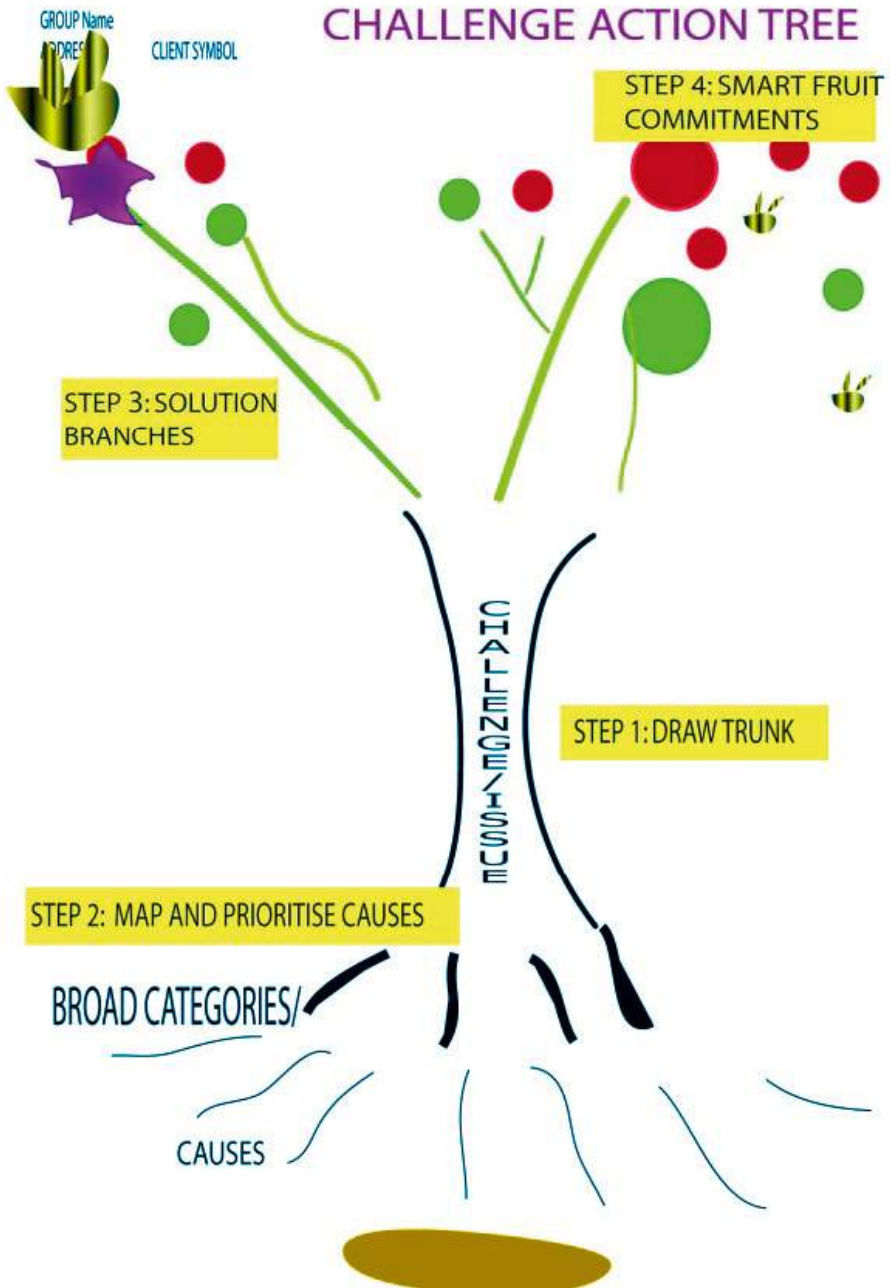 GROUP Name
CHALLENGE ACTION TREE
CLIENT SYMBOL
STEP 4: SMART FRUIT
COMMITMENTS
STEP 3: SOLUTION
BRANCHES
CHALLENGE/ISSUE
STEP 1: DRAW TRUNK
STEP 2: MAP AND PRIORITISE CAUSES
BROAD CATEGORIES/
CAUSES